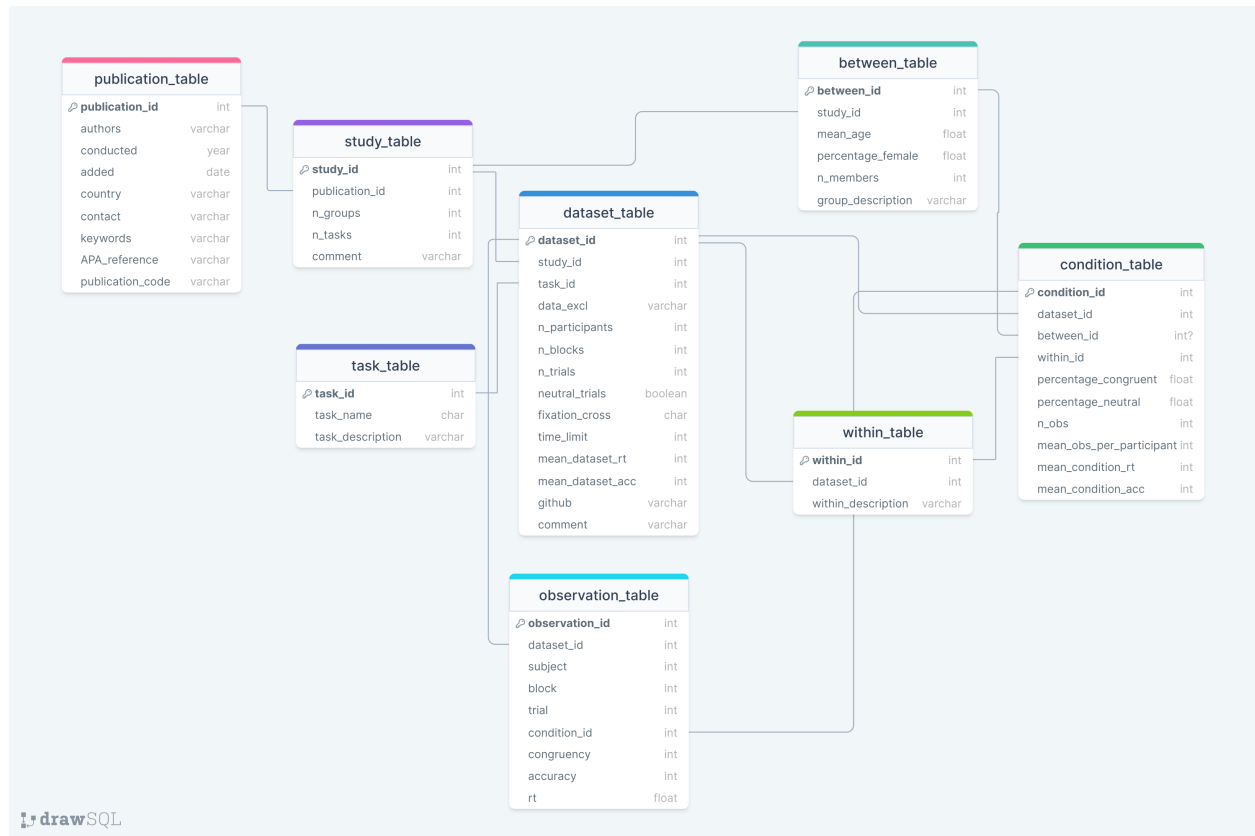 publication_table
publication_id int
authors varchar
conducted year
added date
country varchar
contact varchar
keywords varchar
APA_reference varchar
publication_code varchar
study_table
study_id int
publication_id int
n_groups int
n_tasks int
comment varchar
task_table
task_id int
task_name char
task_description varchar
dataset_table
dataset_id int
study_id int
task_id int
data_excl varchar
n_participants int
n_blocks int
n_trials int
neutral_trials boolean
fixation_cross char
time_limit int
mean_dataset_rt int
mean_dataset_acc int
github varchar
comment varchar
observation_table
observation_id int
dataset_id int
subject int
block int
trial int
condition_id int
congruency int
accuracy int
rt float
between_table
between_id int
study_id int
mean_age float
percentage_female float
n_members int
group_description varchar
within_table
within_id int
dataset_id int
within_description varchar
condition_table
condition_id int
dataset_id int
between_id int?
within_id int
percentage_congruent float
percentage_neutral float
n_obs int
mean_obs_per_participant int
mean_condition_rt int
mean_condition_acc int
drawSQL